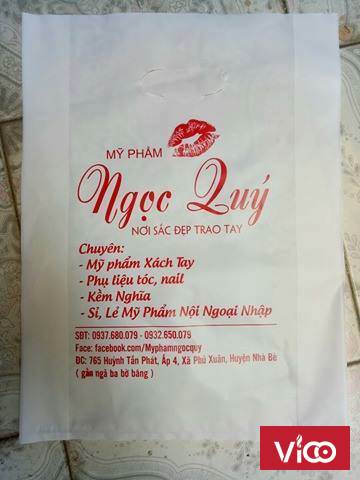 MỸ PHẨM
Ngọc Quý
NƠI SẮC ĐẸP TRAO TAY
Chuyên:
- Mỹ phẩm Xách Tay
- Phụ liệu tóc, nail
- Kềm Nghĩa
- Sỉ, Lẻ Mỹ Phẩm Nội Ngoại Nhập
SĐT: 0937.680.079 - 0932.650.079
Face: facebook.com/Myphamngocquy
ĐC: 765 Huỳnh Tấn Phát, Ấp 4, Xã Phú Xuân, Huyện Nhà Bè
( gần ngã ba bờ băng )
vico